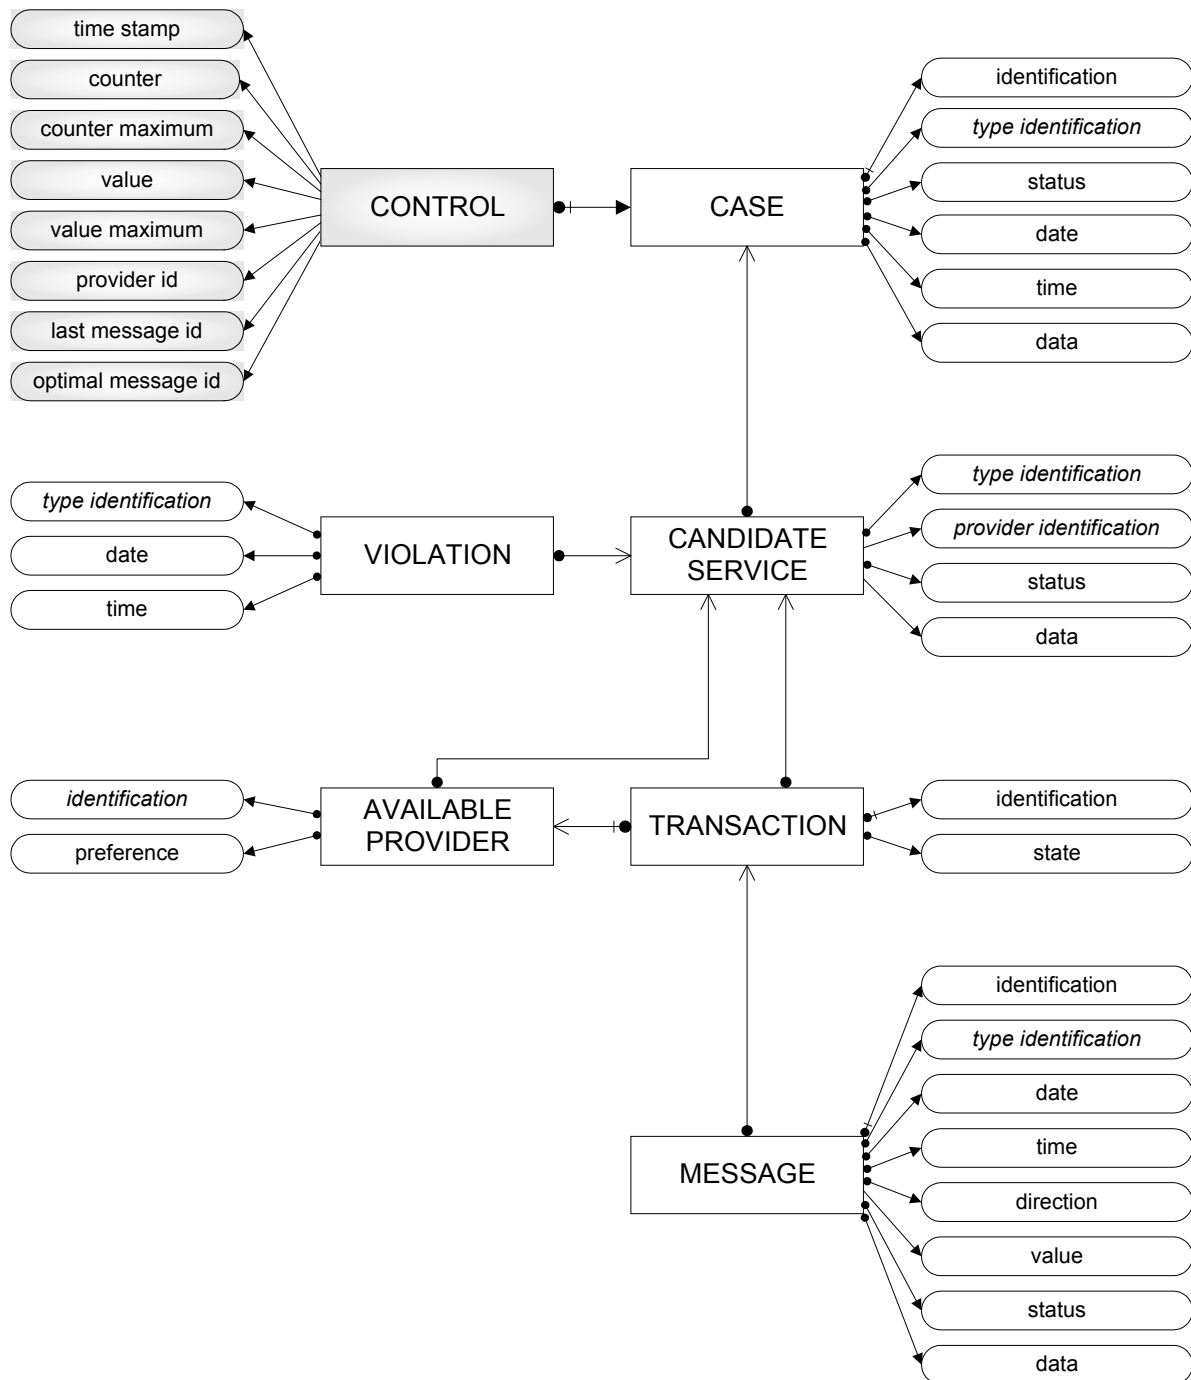 time stamp
counter
counter maximum
value
value maximum
provider id
last message id
optimal message id
CONTROL
CASE
identification
type identification
status
date
time
data
type identification
date
time
VIOLATION
CANDIDATE
SERVICE
type identification
provider identification
status
data
identification
preference
AVAILABLE
PROVIDER
TRANSACTION
identification
state
MESSAGE
identification
type identification
date
time
direction
value
status
data